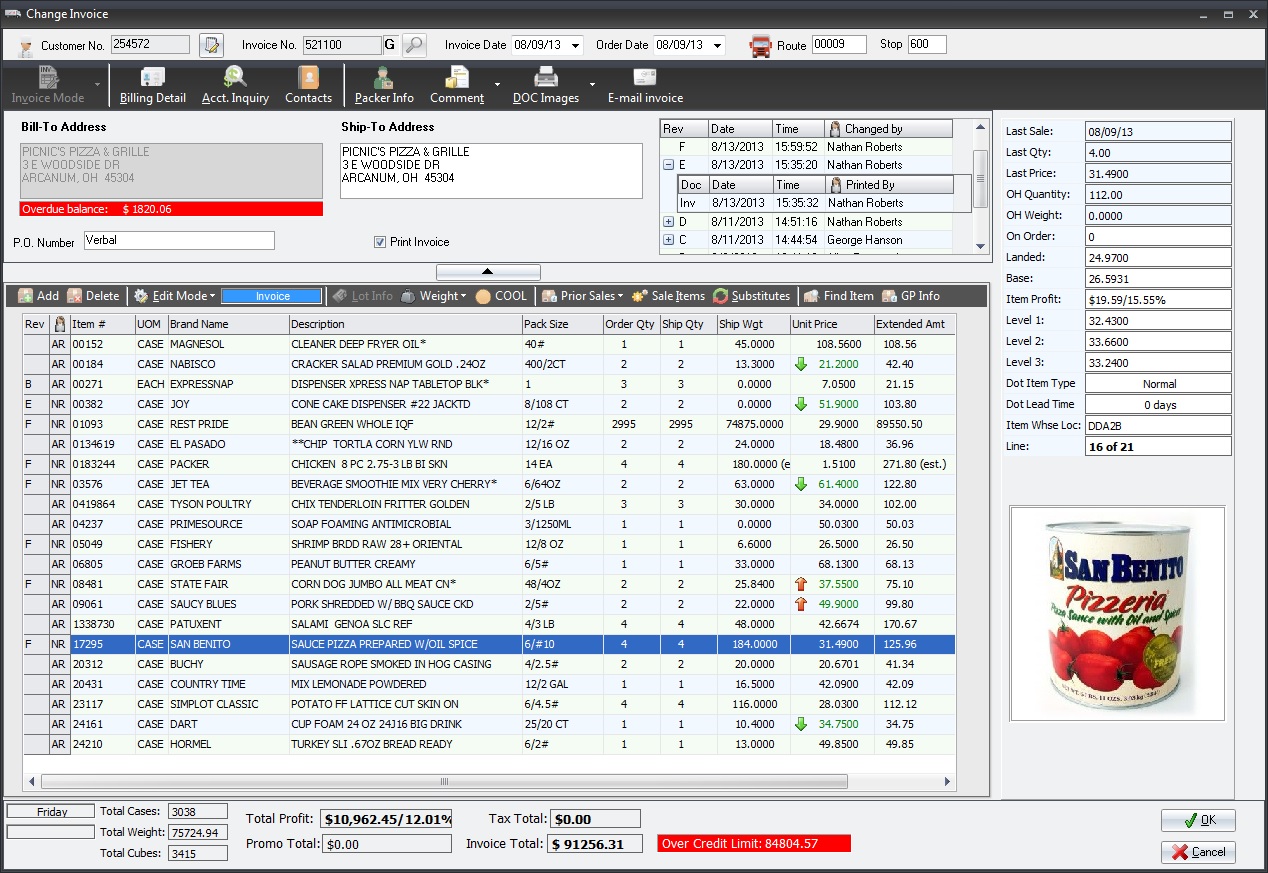 Change Invoice
Customer No. 254572 Invoice No. 521100 G Invoice Date 08/09/13 Order Date 08/09/13 Route 00009 Stop 600
Invoice Mode Billing Detail Acct. Inquiry Contacts Packer Info Comment DOC Images E-mail invoice
Bill-To Address
PICNIC'S PIZZA & GRILLE
3 E WOODSIDE DR
ARCANUM, OH 45304
Overdue balance: $ 1820.06
Ship-To Address
PICNIC'S PIZZA & GRILLE
3 E WOODSIDE DR
ARCANUM, OH 45304
P.O. Number Verbal
Print Invoice
Rev Date Time Changed by
F 8/13/2013 15:59:52 Nathan Roberts
E 8/13/2013 15:35:20 Nathan Roberts
Doc Date Time Printed By
Inv 8/13/2013 15:35:32 Nathan Roberts
D 8/11/2013 14:51:16 Nathan Roberts
C 8/11/2013 14:44:54 George Hanson
Add Delete Edit Mode Invoice Lot Info Weight COOL Prior Sales Sale Items Substitutes Find Item GP Info
Rev Item # UOM Brand Name Description Pack Size Order Qty Ship Qty Ship Wgt Unit Price Extended Amt
AR 00152 CASE MAGNESOL CLEANER DEEP FRYER OIL* 40# 1 1 45.0000 108.5600 108.56
AR 00184 CASE NABISCO CRACKER SALAD PREMIUM GOLD .24OZ 400/2CT 2 2 13.3000 21.2000 42.40
B AR 00271 EACH EXPRESSNAP DISPENSER XPRESS NAP TABLETOP BLK* 1 3 3 0.0000 7.0500 21.15
E NR 00382 CASE JOY CONE CAKE DISPENSER #22 JACKTD 8/108 CT 2 2 0.0000 51.9000 103.80
F NR 01093 CASE REST PRIDE BEAN GREEN WHOLE IQF 12/2# 2995 2995 74875.0000 29.9000 89550.50
AR 0134619 CASE EL PASADO **CHIP TORTLA CORN YLW RND 12/16 OZ 2 2 24.0000 18.4800 36.96
F NR 0183244 CASE PACKER CHICKEN 8 PC 2.75-3 LB BI SKN 14 EA 4 4 180.0000 (e 1.5100 271.80 (est.)
F NR 03576 CASE JET TEA BEVERAGE SMOOTHIE MIX VERY CHERRY* 6/64OZ 2 2 63.0000 61.4000 122.80
AR 0419864 CASE TYSON POULTRY CHIX TENDERLOIN FRITTER GOLDEN 2/5 LB 3 3 30.0000 34.0000 102.00
AR 04237 CASE PRIMESOURCE SOAP FOAMING ANTIMICROBIAL 3/1250ML 1 1 0.0000 50.0300 50.03
F NR 05049 CASE FISHERY SHRIMP BRDD RAW 28+ ORIENTAL 12/8 OZ 1 1 6.6000 26.5000 26.50
AR 06805 CASE GROEB FARMS PEANUT BUTTER CREAMY 6/5# 1 1 33.0000 68.1300 68.13
F NR 08481 CASE STATE FAIR CORN DOG JUMBO ALL MEAT CN* 48/4OZ 2 2 25.8400 37.5500 75.10
AR 09061 CASE SAUCY BLUES PORK SHREDDED W/ BBQ SAUCE CKD 2/5# 2 2 22.0000 49.9000 99.80
AR 1338730 CASE PATUXENT SALAMI GENOA SLC REF 4/3 LB 4 4 48.0000 42.6674 170.67
F NR 17295 CASE SAN BENITO SAUCE PIZZA PREPARED W/OIL SPICE 6/#10 4 4 184.0000 31.4900 125.96
AR 20312 CASE BUCHY SAUSAGE ROPE SMOKED IN HOG CASING 4/2.5# 2 2 20.0000 20.6701 41.34
AR 20431 CASE COUNTRY TIME MIX LEMONADE POWDERED 12/2 GAL 1 1 16.5000 42.0900 42.09
AR 23117 CASE SIMPLOT CLASSIC POTATO FF LATTICE CUT SKIN ON 6/4.5# 4 4 116.0000 28.0300 112.12
AR 24161 CASE DART CUP FOAM 24 OZ 24J16 BIG DRINK 25/20 CT 1 1 10.4000 34.7500 34.75
AR 24210 CASE HORMEL TURKEY SLI .67OZ BREAD READY 6/2# 1 1 13.0000 49.8500 49.85
Last Sale: 08/09/13
Last Qty: 4.00
Last Price: 31.4900
OH Quantity: 112.00
OH Weight: 0.0000
On Order: 0
Landed: 24.9700
Base: 26.5931
Item Profit: $19.59/15.55%
Level 1: 32.4300
Level 2: 33.6600
Level 3: 33.2400
Dot Item Type Normal
Dot Lead Time 0 days
Item Whse Loc: DDA2B
Line: 16 of 21
SAN BENITO
Pizzeria
Pizza Sauce with Oil and Spices
Friday
Total Cases: 3038
Total Weight: 75724.94
Total Cubes: 3415
Total Profit: $10,962.45/12.01%
Promo Total: $0.00
Tax Total: $0.00
Invoice Total: $ 91256.31
Over Credit Limit: 84804.57
OK
Cancel